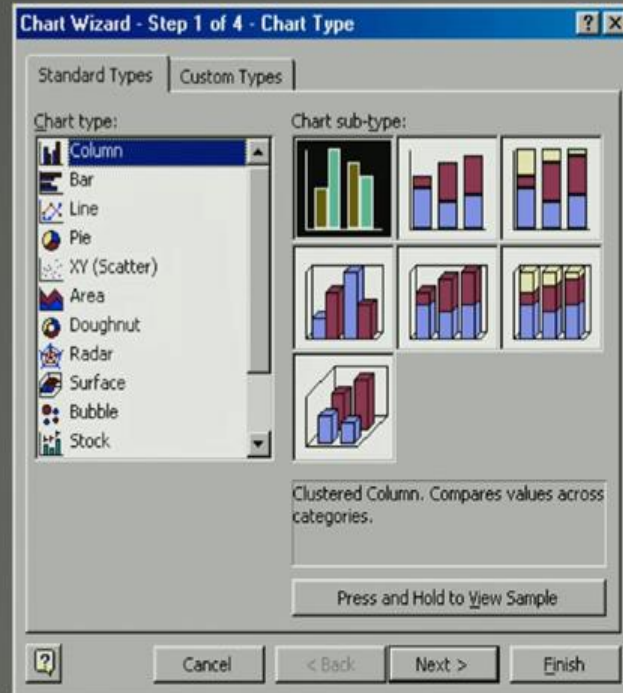 Chart Wizard - Step 1 of 4 - Chart Type
Standard Types
Custom Types
Chart type:
Column
Bar
Line
Pie
XY (Scatter)
Area
Doughnut
Radar
Surface
Bubble
Stock
Chart sub-type:
Clustered Column. Compares values across
categories.
Press and Hold to View Sample
Cancel
< Back
Next >
Finish